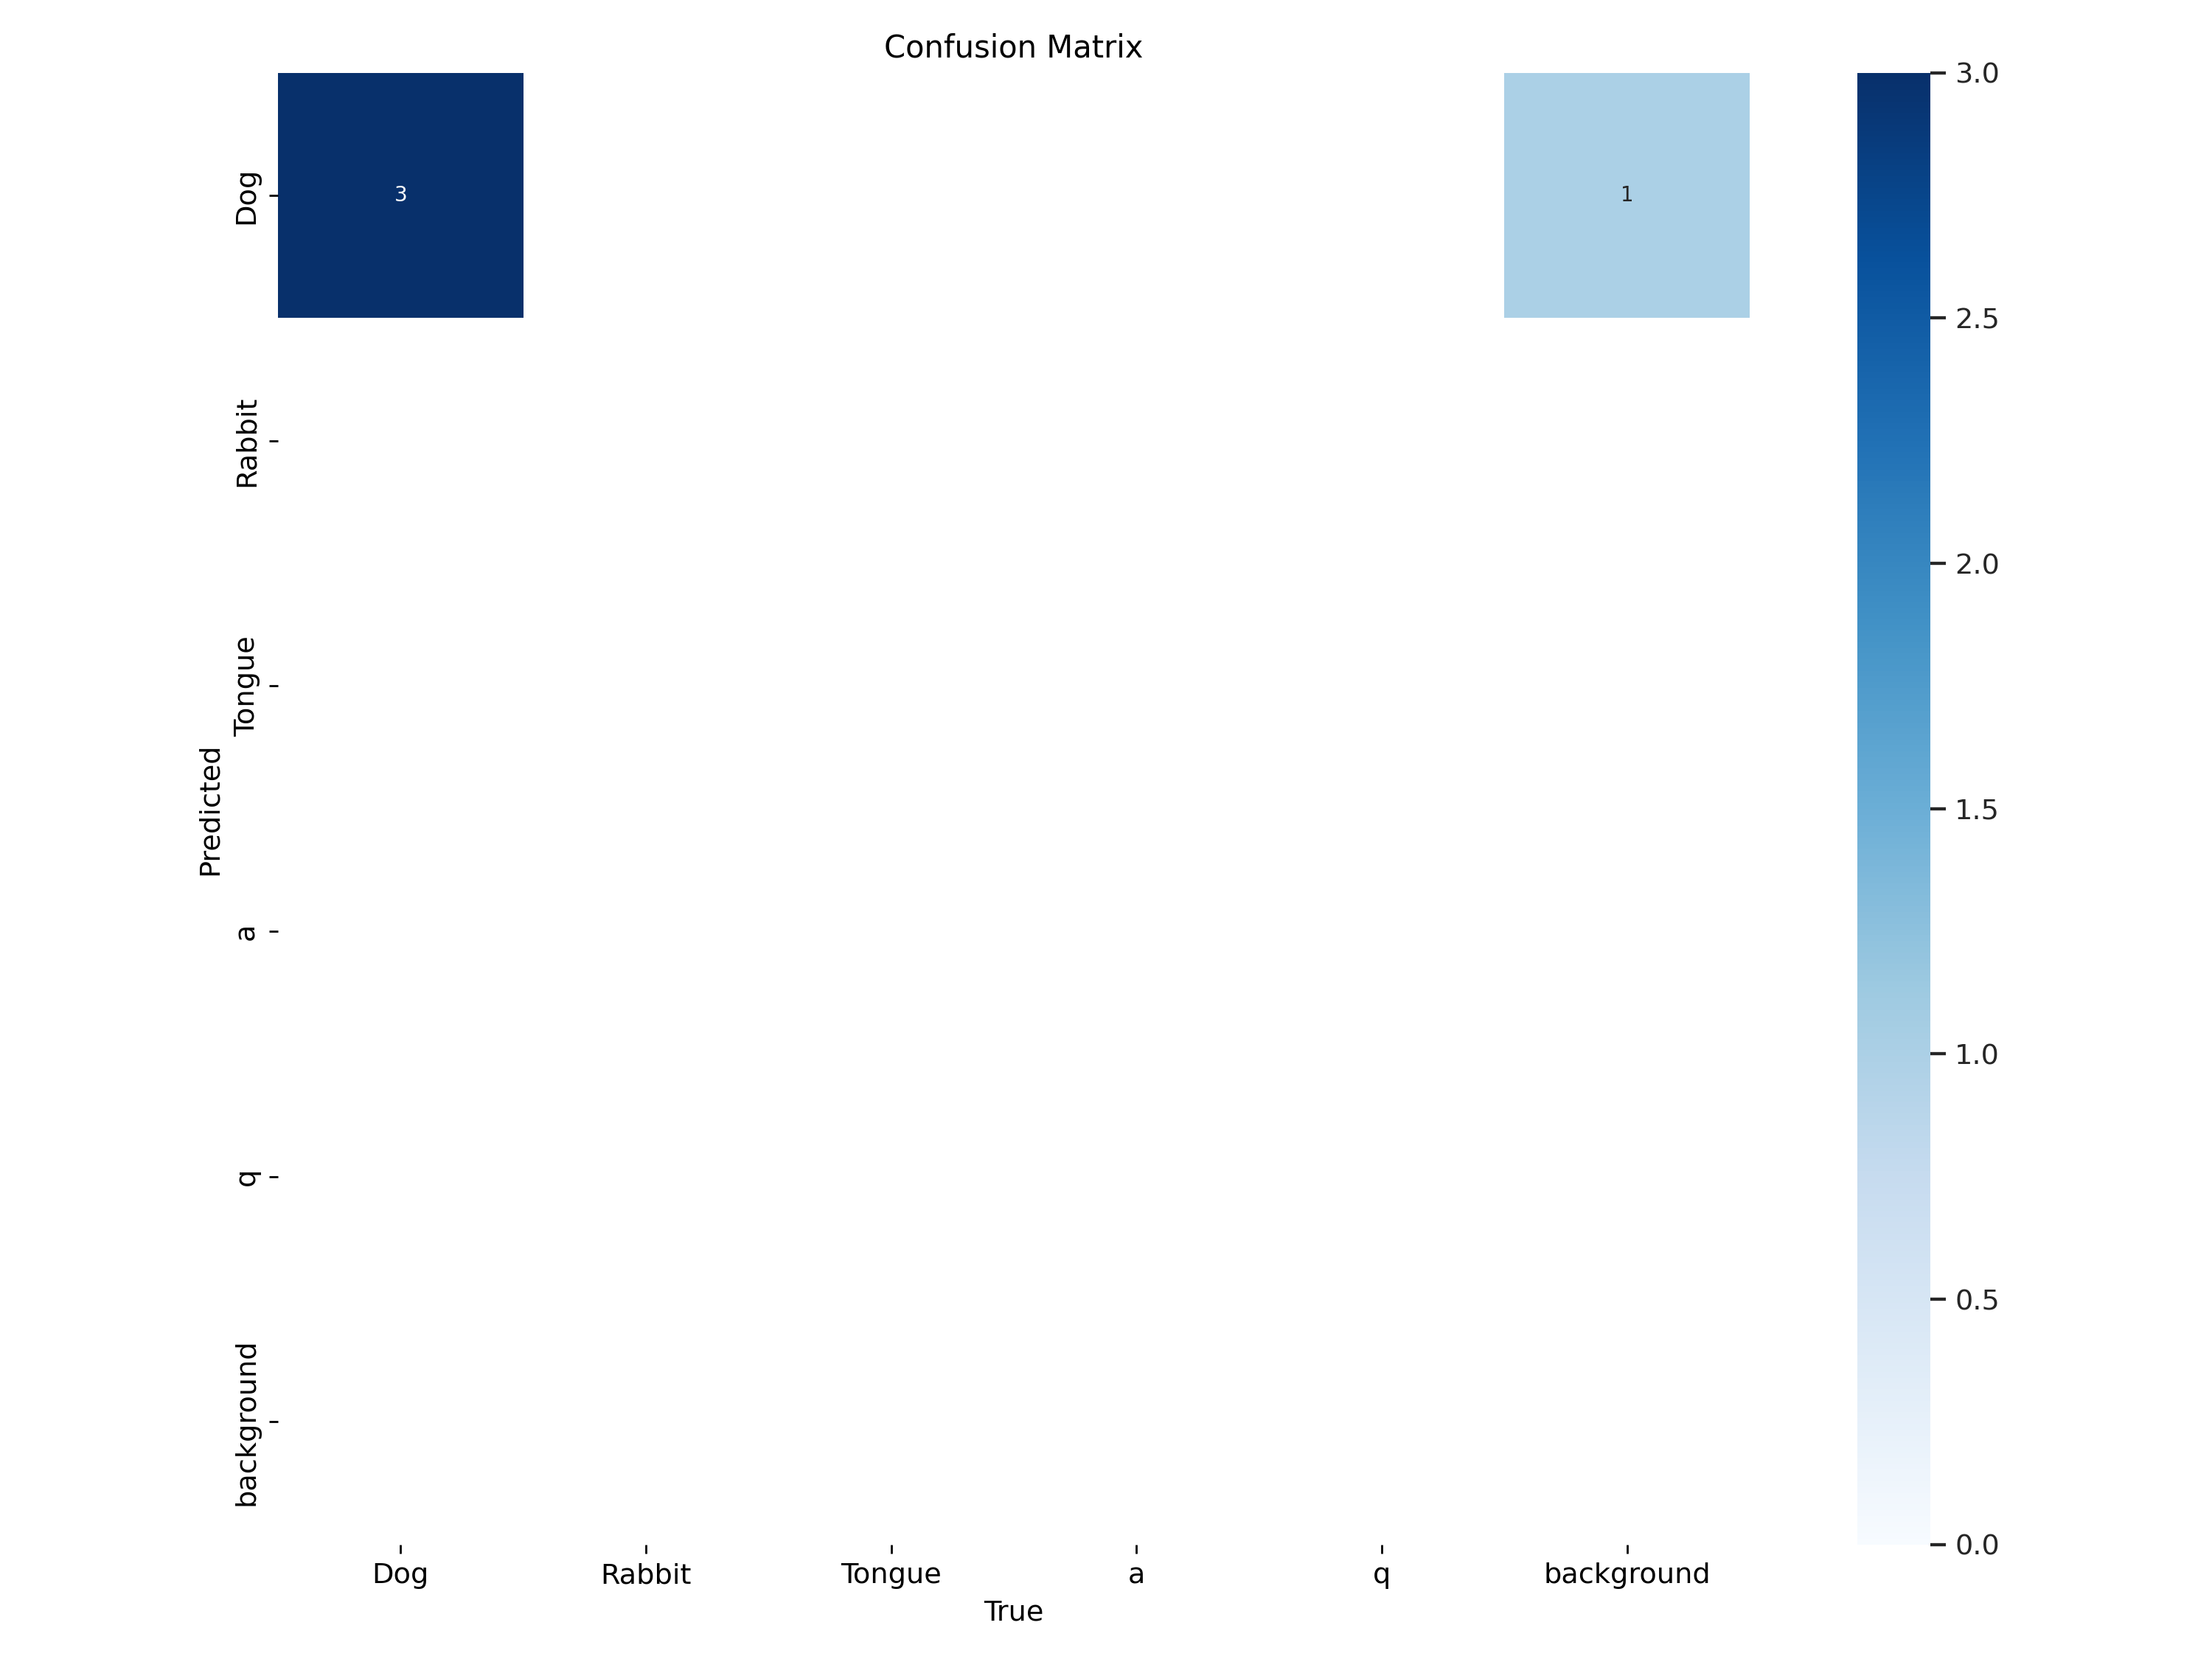 Confusion Matrix
3.0
Dog
3
1
2.5
Rabbit
2.0
Tongue
Predicted
1.5
a
1.0
q
0.5
background
0.0
Dog Rabbit Tongue a q background
True